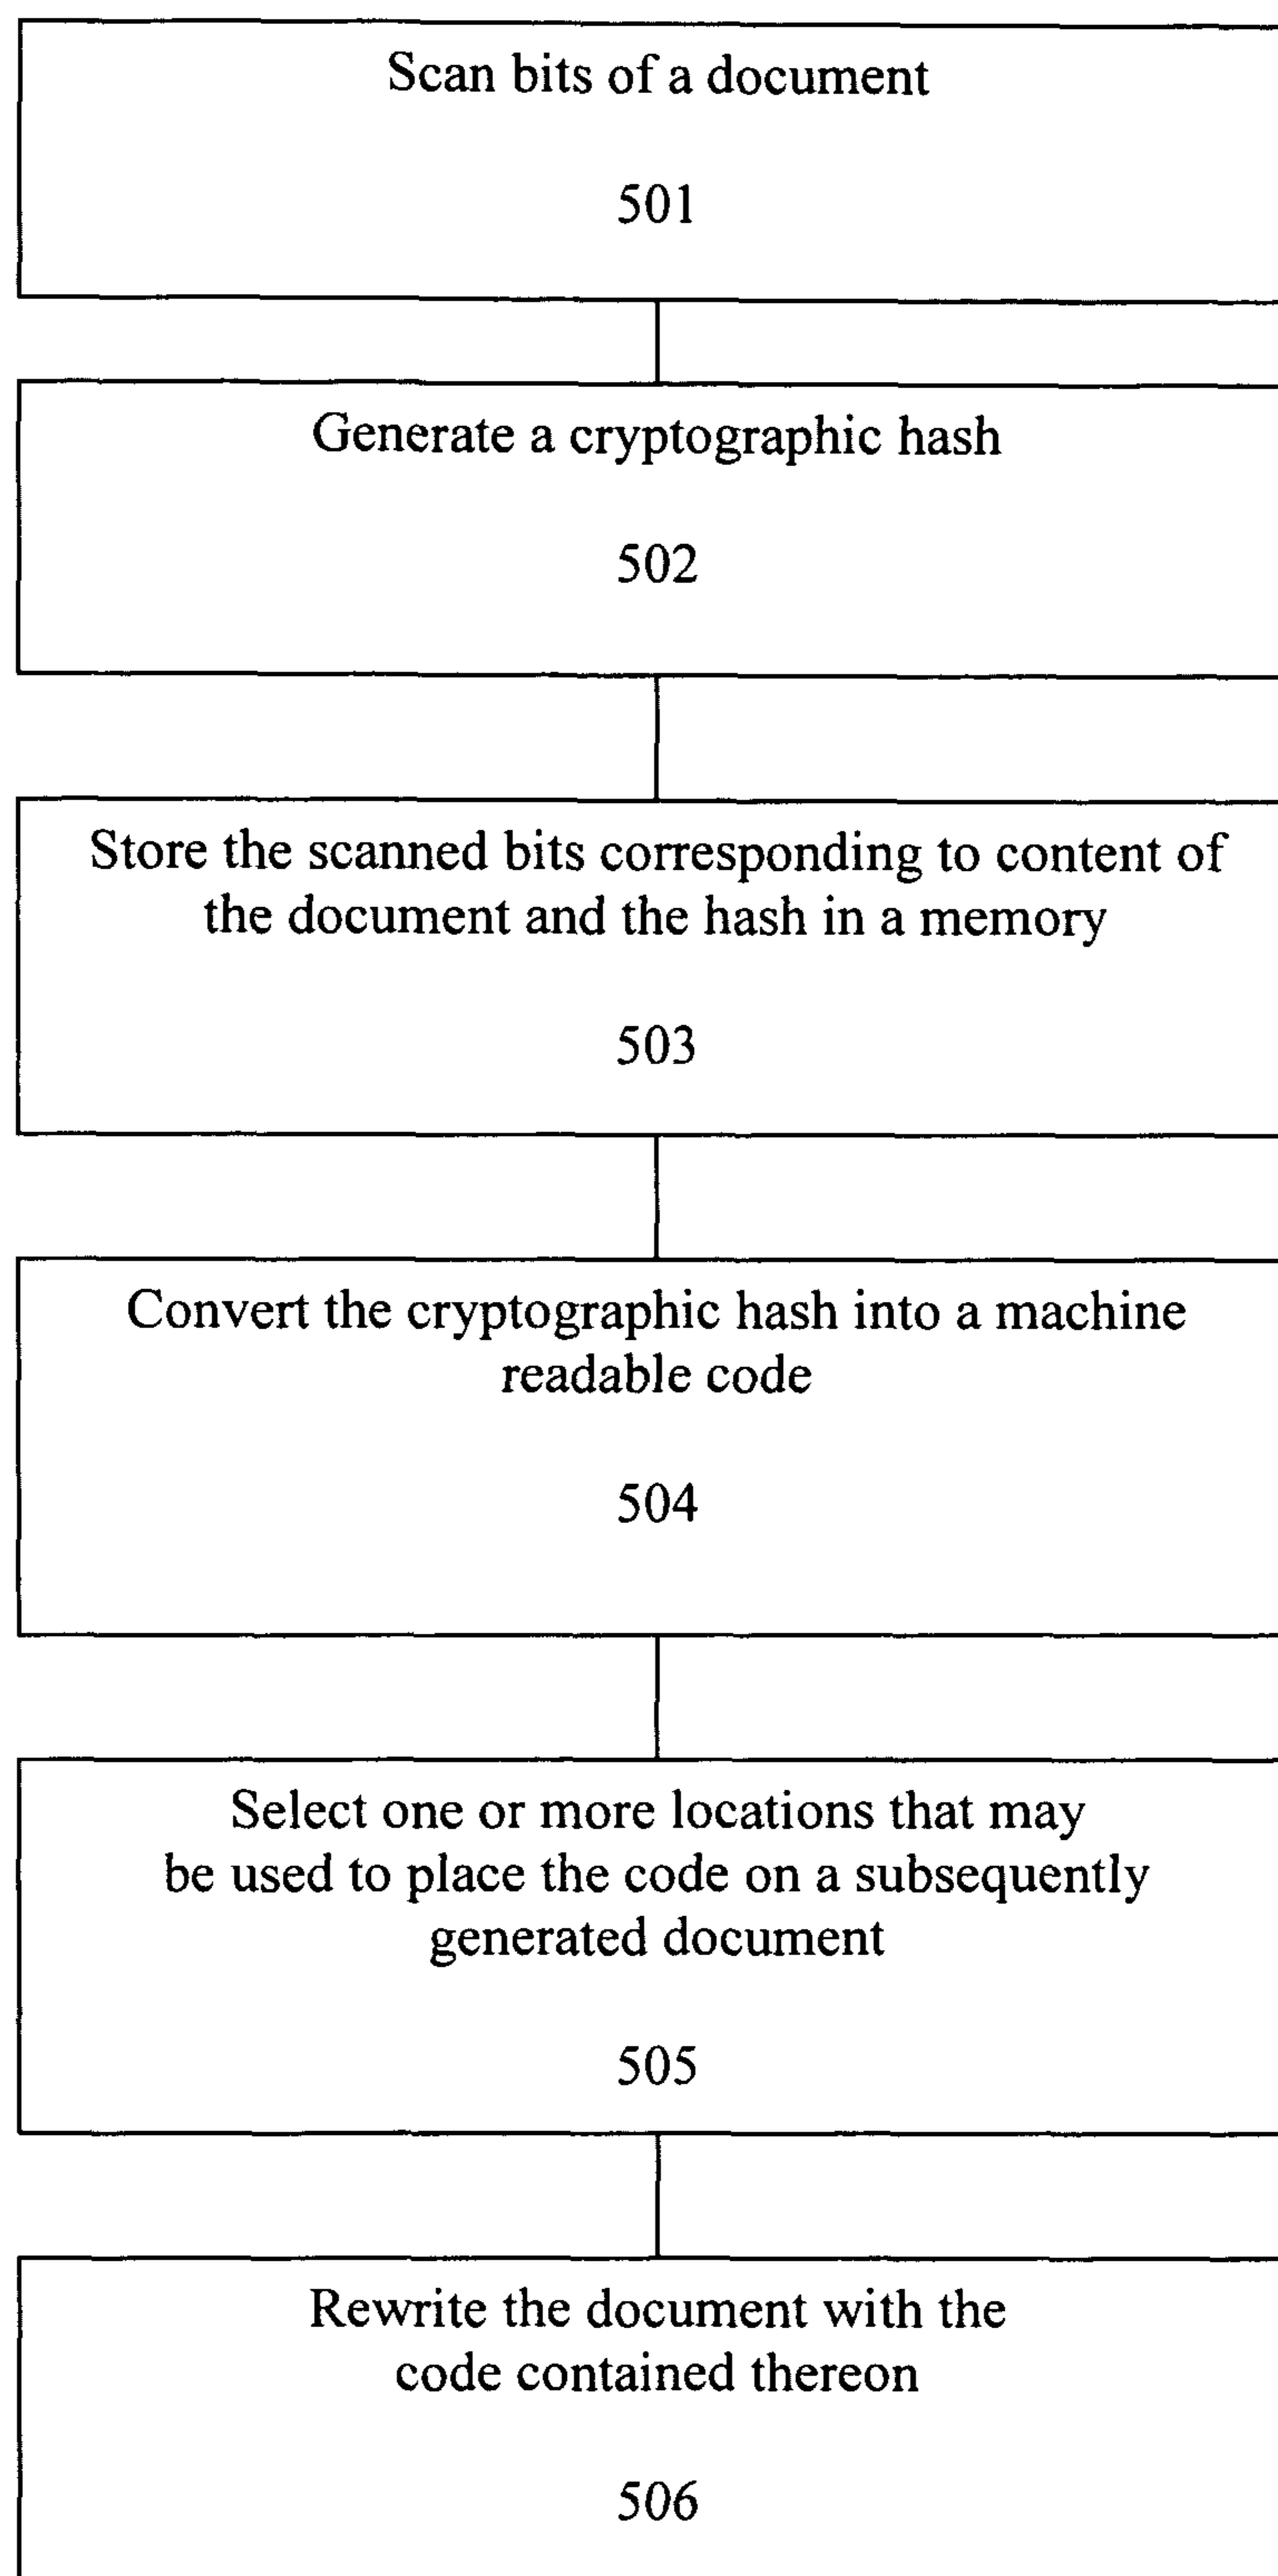 Scan bits of a document
501
Generate a cryptographic hash
502
Store the scanned bits corresponding to content of
the document and the hash in a memory
503
Convert the cryptographic hash into a machine
readable code
504
Select one or more locations that may
be used to place the code on a subsequently
generated document
505
Rewrite the document with the
code contained thereon
506